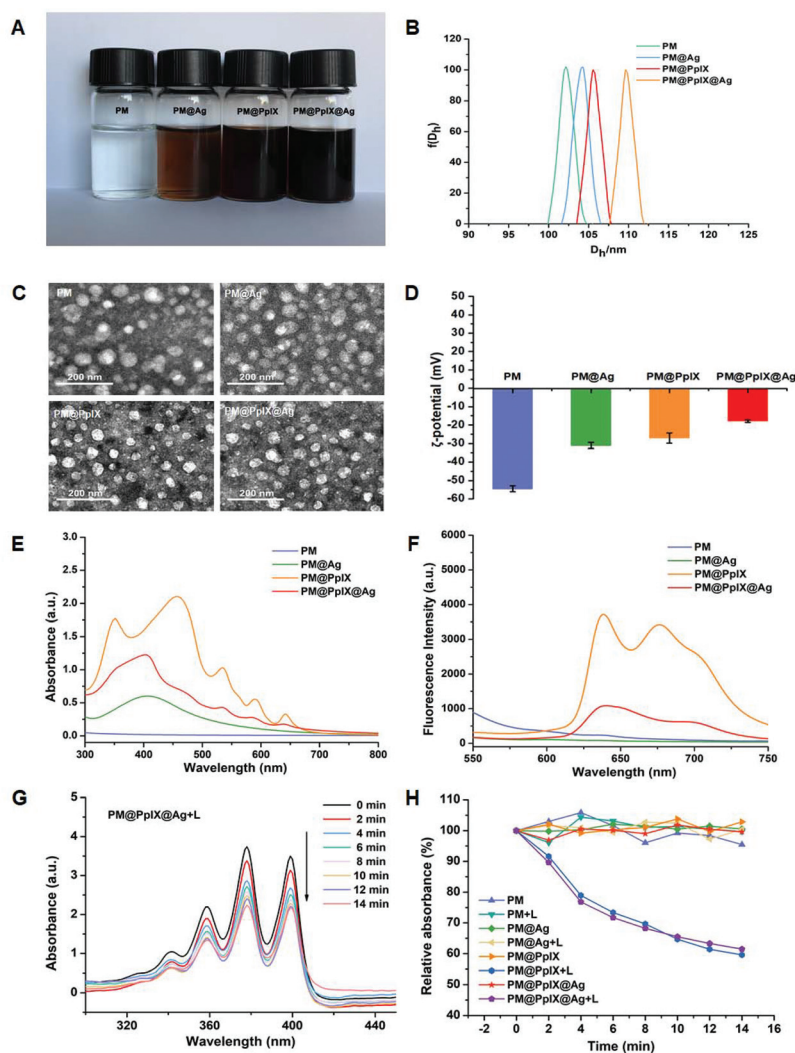 A
PM
PM@Ag
PM@PpIX
PM@PpIX@Ag
B
PM
PM@Ag
PM@PpIX
PM@PpIX@Ag
f(Dh)
120
100
80
60
40
20
0
90 95 100 105 110 115 120 125
Dh/nm
C
PM
200 nm
PM@Ag
200 nm
PM@PpIX
200 nm
PM@PpIX@Ag
200 nm
D
ζ-potential (mV)
50
40
30
20
10
0
-10
-20
-30
-40
-50
-60
PM PM@Ag PM@PpIX PM@PpIX@Ag
E
PM
PM@Ag
PM@PpIX
PM@PpIX@Ag
Absorbance (a.u.)
3.0
2.5
2.0
1.5
1.0
0.5
0.0
300 400 500 600 700 800
Wavelength (nm)
F
PM
PM@Ag
PM@PpIX
PM@PpIX@Ag
Fluorescence Intensity (a.u.)
6000
5000
4000
3000
2000
1000
0
550 600 650 700 750
Wavelength (nm)
G
PM@PpIX@Ag+L
0 min
2 min
4 min
6 min
8 min
10 min
12 min
14 min
Absorbance (a.u.)
5
4
3
2
1
0
320 360 400 440
Wavelength (nm)
H
Relative absorbance (%)
110
105
100
95
90
85
80
75
70
65
60
55
50
45
40
PM
PM+L
PM@Ag
PM@Ag+L
PM@PpIX
PM@PpIX+L
PM@PpIX@Ag
PM@PpIX@Ag+L
-2 0 2 4 6 8 10 12 14 16
Time (min)